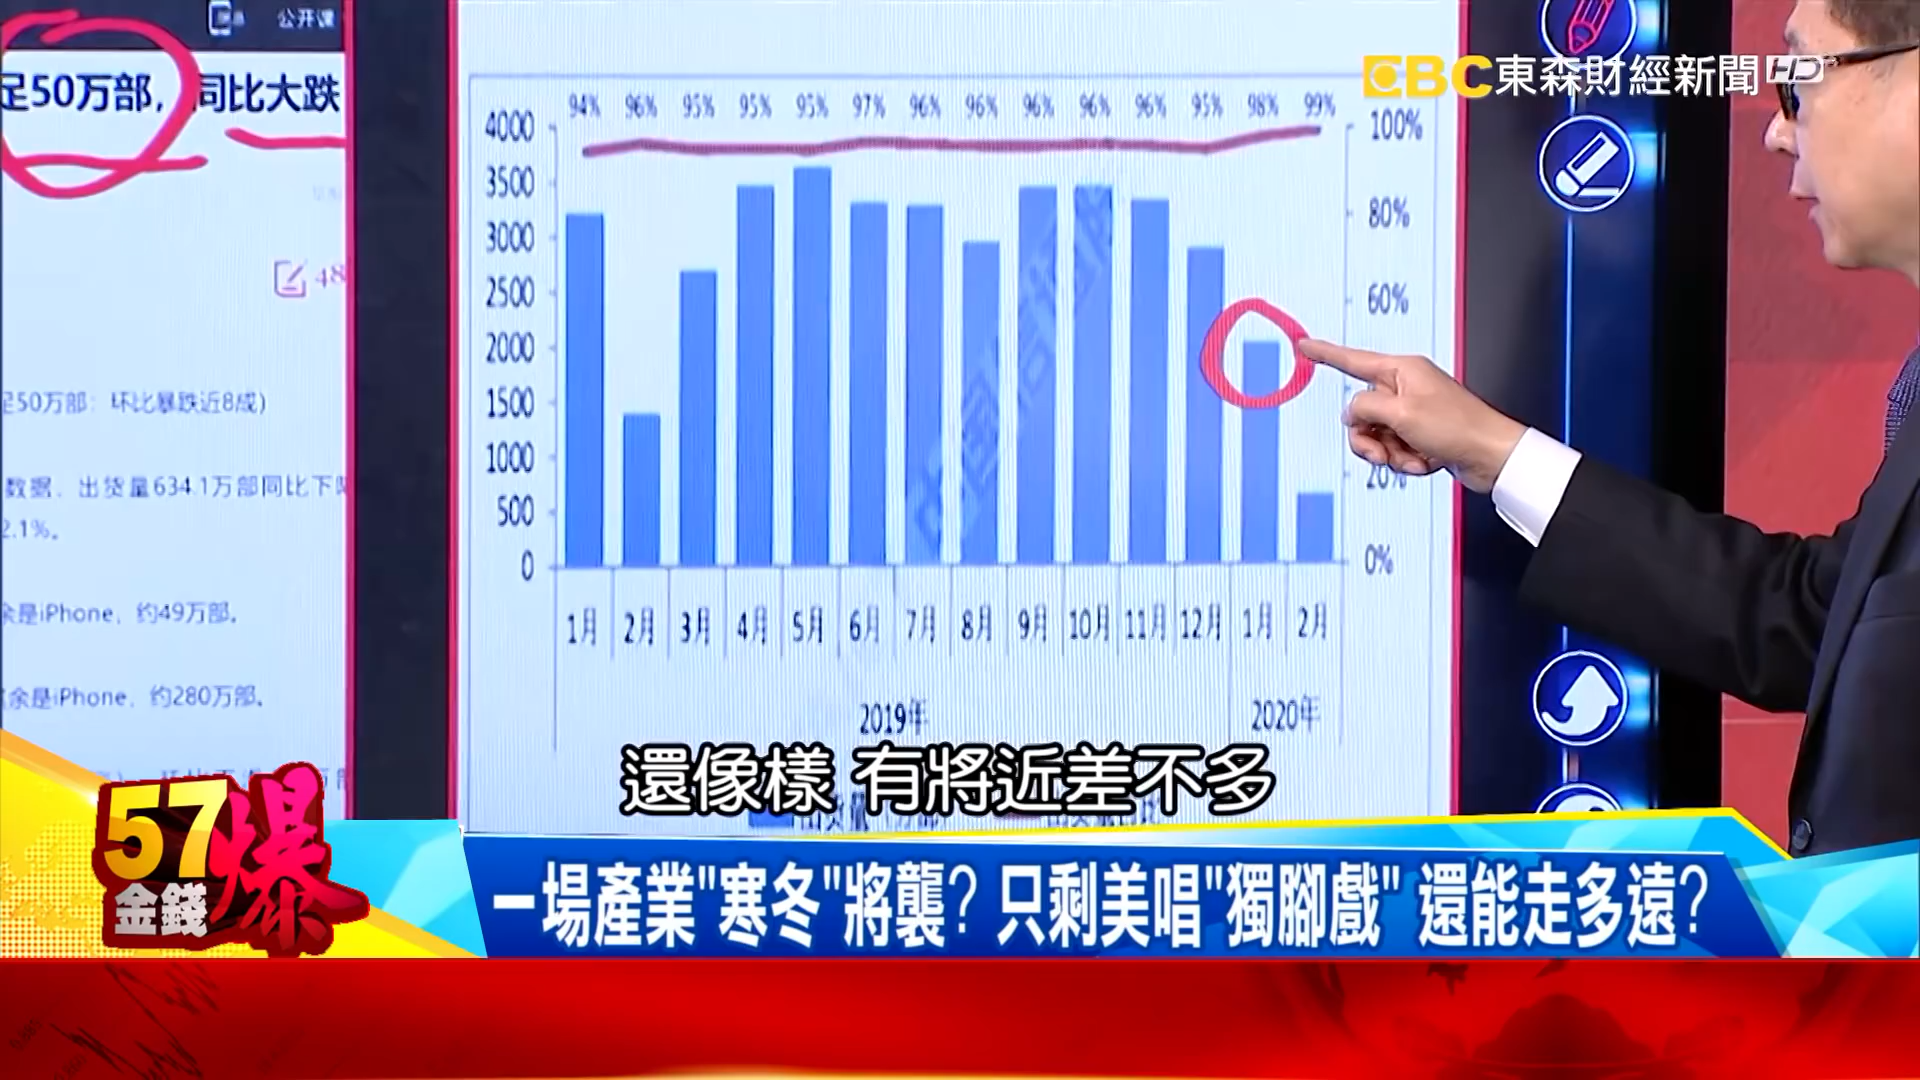 公开课
足50万部，同比大跌
48
足50万部：环比暴跌近8成)
数据，出货量634.1万部同比下降
2.1%。
余是iPhone，约49万部。
余是iPhone，约280万部。
EBC 東森財經新聞 HD
94% 96% 95% 95% 95% 97% 96% 96% 96% 96% 96% 95% 98% 99%
4000
3500
3000
2500
2000
1500
1000
500
0
100%
80%
60%
20%
0%
1月 2月 3月 4月 5月 6月 7月 8月 9月 10月 11月 12月 1月 2月
2019年 2020年
還像樣 有將近差不多
57爆
金錢
一場產業"寒冬"將襲? 只剩美唱"獨腳戲" 還能走多遠?